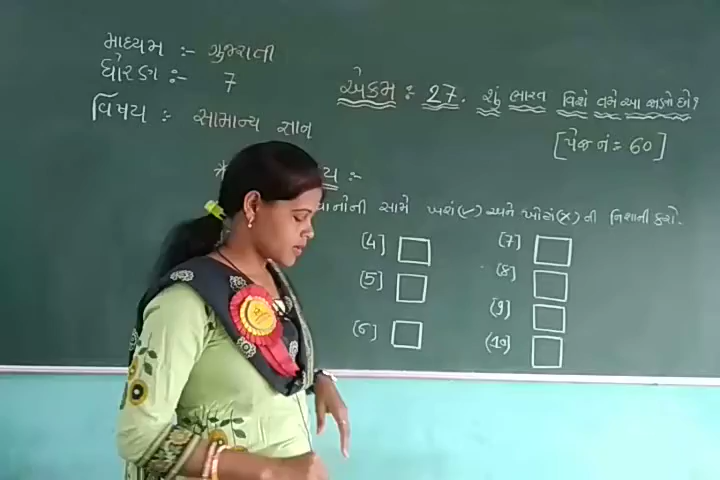 માધ્યમ :- ગુજરાતી
ધોરણ :- 7
વિષય : સામાન્ય જ્ઞાન
એકમ : 27. શું ભારત વિશે તમે આ જાણો છો?
[પેજ નં : 60]
* ય :-
સામે ખરાં(✓) અને ખોટાં(✗) ની નિશાની કરો.
[4] [7]
[5] [8]
[6] [9]
[10]